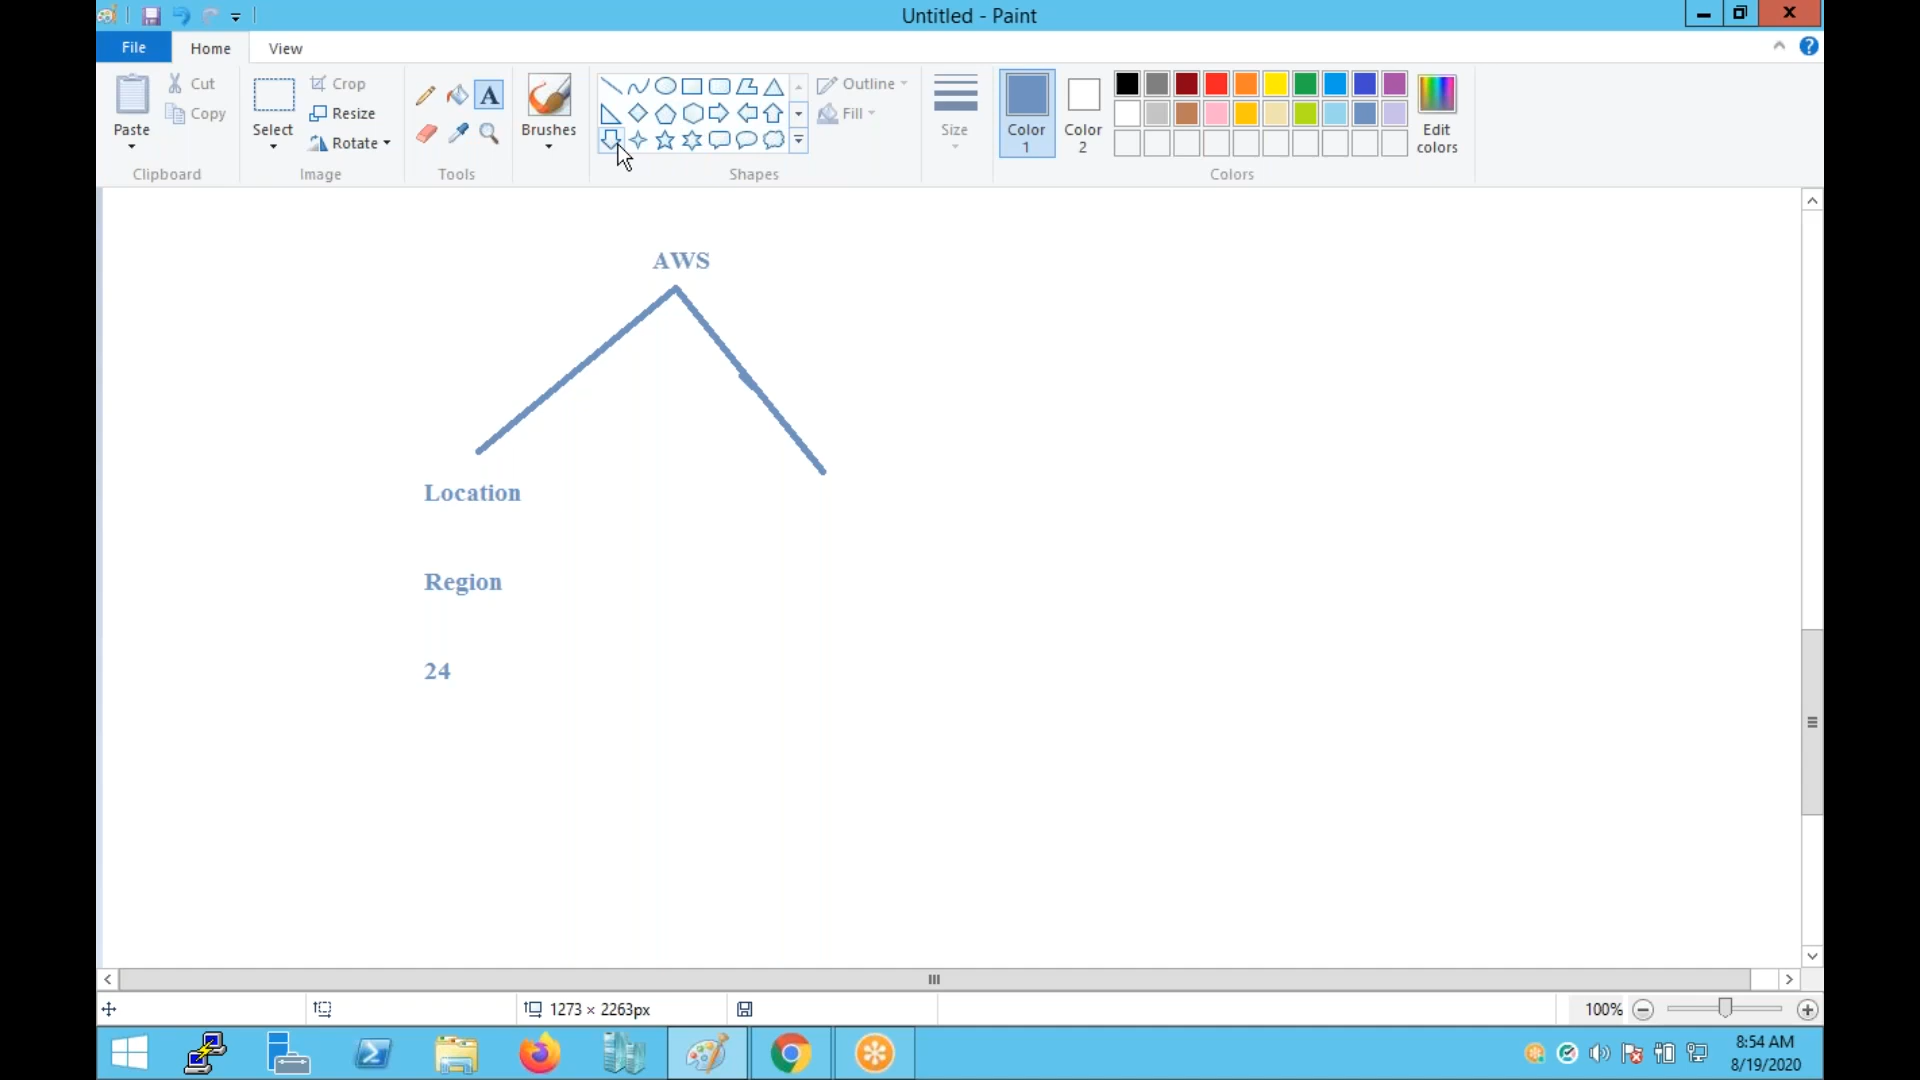 Untitled - Paint
File Home View
Paste
Cut
Copy
Clipboard
Select
Crop
Resize
Rotate
Image
A
Tools
Brushes
Shapes
Outline
Fill
Size
Color 1
Color 2
Edit colors
Colors
AWS
Location
Region
24
1273 × 2263px
100%
8:54 AM
8/19/2020